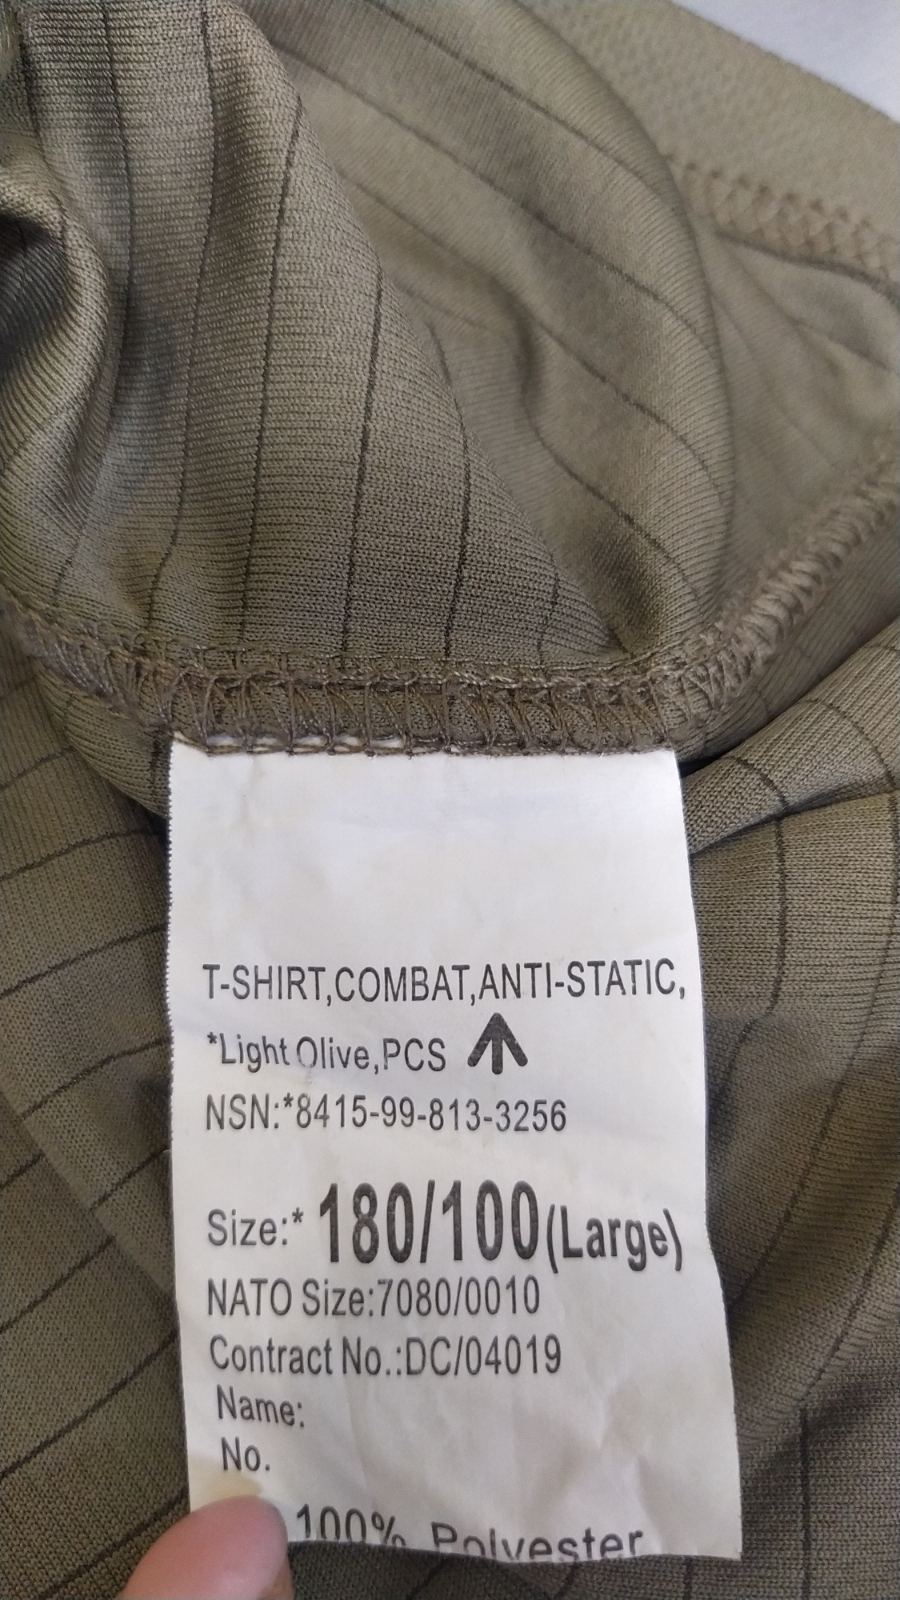 T-SHIRT,COMBAT,ANTI-STATIC,
*Light Olive,PCS
NSN:*8415-99-813-3256
Size:* 180/100(Large)
NATO Size:7080/0010
Contract No.:DC/04019
Name:
No.
100% Polyester